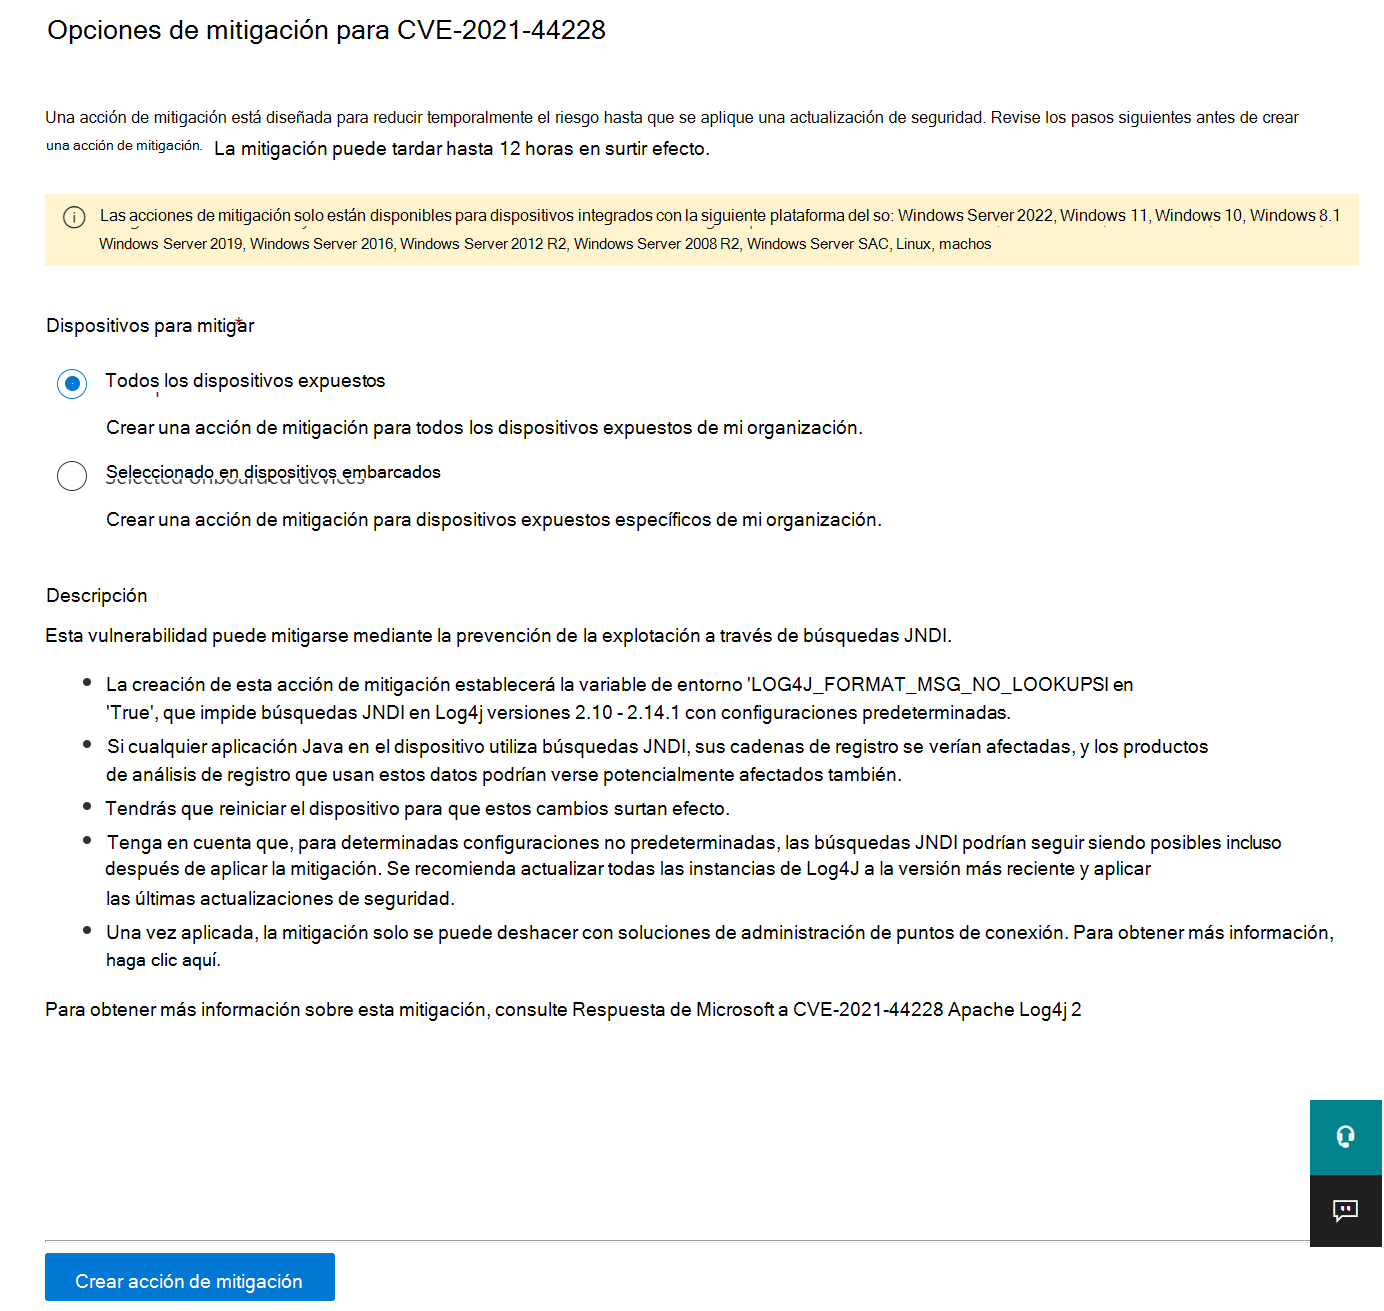 Opciones de mitigación para CVE-2021-44228
Una acción de mitigación está diseñada para reducir temporalmente el riesgo hasta que se aplique una actualización de seguridad. Revise los pasos siguientes antes de crear
una acción de mitigación. La mitigación puede tardar hasta 12 horas en surtir efecto.
Las acciones de mitigación solo están disponibles para dispositivos integrados con la siguiente plataforma del so: Windows Server 2022, Windows 11, Windows 10, Windows 8.1
Windows Server 2019, Windows Server 2016, Windows Server 2012 R2, Windows Server 2008 R2, Windows Server SAC, Linux, machos
Dispositivos para mitigar*
Todos los dispositivos expuestos
Crear una acción de mitigación para todos los dispositivos expuestos de mi organización.
Seleccionado en dispositivos embarcados
Crear una acción de mitigación para dispositivos expuestos específicos de mi organización.
Descripción
Esta vulnerabilidad puede mitigarse mediante la prevención de la explotación a través de búsquedas JNDI.
• La creación de esta acción de mitigación establecerá la variable de entorno 'LOG4J_FORMAT_MSG_NO_LOOKUPSI en
'True', que impide búsquedas JNDI en Log4j versiones 2.10 - 2.14.1 con configuraciones predeterminadas.
• Si cualquier aplicación Java en el dispositivo utiliza búsquedas JNDI, sus cadenas de registro se verían afectadas, y los productos
de análisis de registro que usan estos datos podrían verse potencialmente afectados también.
• Tendrás que reiniciar el dispositivo para que estos cambios surtan efecto.
• Tenga en cuenta que, para determinadas configuraciones no predeterminadas, las búsquedas JNDI podrían seguir siendo posibles incluso
después de aplicar la mitigación. Se recomienda actualizar todas las instancias de Log4J a la versión más reciente y aplicar
las últimas actualizaciones de seguridad.
• Una vez aplicada, la mitigación solo se puede deshacer con soluciones de administración de puntos de conexión. Para obtener más información,
haga clic aquí.
Para obtener más información sobre esta mitigación, consulte Respuesta de Microsoft a CVE-2021-44228 Apache Log4j 2
Crear acción de mitigación